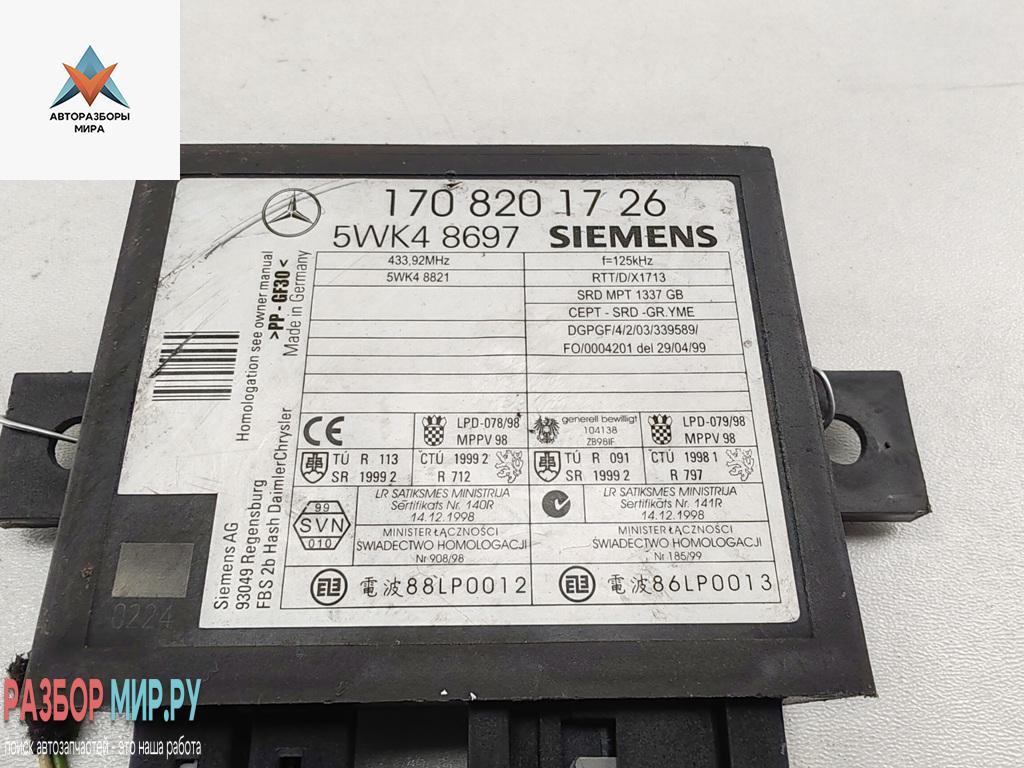 АВТОРАЗБОРЫ
МИРА
170 820 17 26
5WK4 8697 SIEMENS
433,92MHz
5WK4 8821
f=125kHz
RTT/D/X1713
SRD MPT 1337 GB
CEPT - SRD -GR.YME
DGPGF/4/2/03/339589/
FO/0004201 del 29/04/99
Homologation see owner manual
>PP - GF30<
Made in Germany
CE
LPD-078/98
MPPV 98
generell bewilligt
104138
ZB98IF
LPD-079/98
MPPV 98
TÚ R 113
SR 1999 2
ČTÚ 1999 2
R 712
TÚ R 091
SR 1999 2
ČTÚ 1998 1
R 797
99
SVN
010
LR SATIKSMES MINISTRIJA
Sertifikāts Nr. 140R
14.12.1998
LR SATIKSMES MINISTRIJA
Sertifikāts Nr. 141R
14.12.1998
MINISTER ŁĄCZNOŚCI
ŚWIADECTWO HOMOLOGACJI
Nr 908/98
MINISTER ŁĄCZNOŚCI
ŚWIADECTWO HOMOLOGACJI
Nr 185/99
電波88LP0012
電波86LP0013
Siemens AG
93049 Regensburg
FBS 2b Hash DaimlerChrysler
0224
РАЗБОР МИР.РУ
поиск автозапчастей - это наша работа